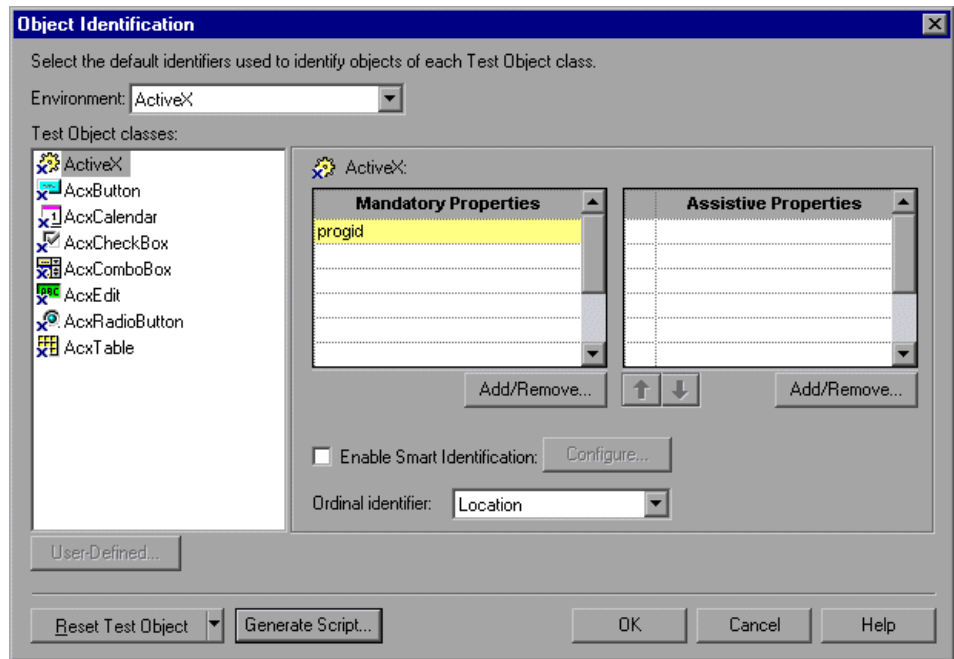 Object Identification
Select the default identifiers used to identify objects of each Test Object class.
Environment: ActiveX
Test Object classes:
ActiveX
AcxButton
AcxCalendar
AcxCheckBox
AcxComboBox
AcxEdit
AcxRadioButton
AcxTable
ActiveX:
Mandatory Properties
progid
Add/Remove...
Assistive Properties
Add/Remove...
Enable Smart Identification: Configure...
Ordinal identifier: Location
User-Defined...
Reset Test Object Generate Script... OK Cancel Help